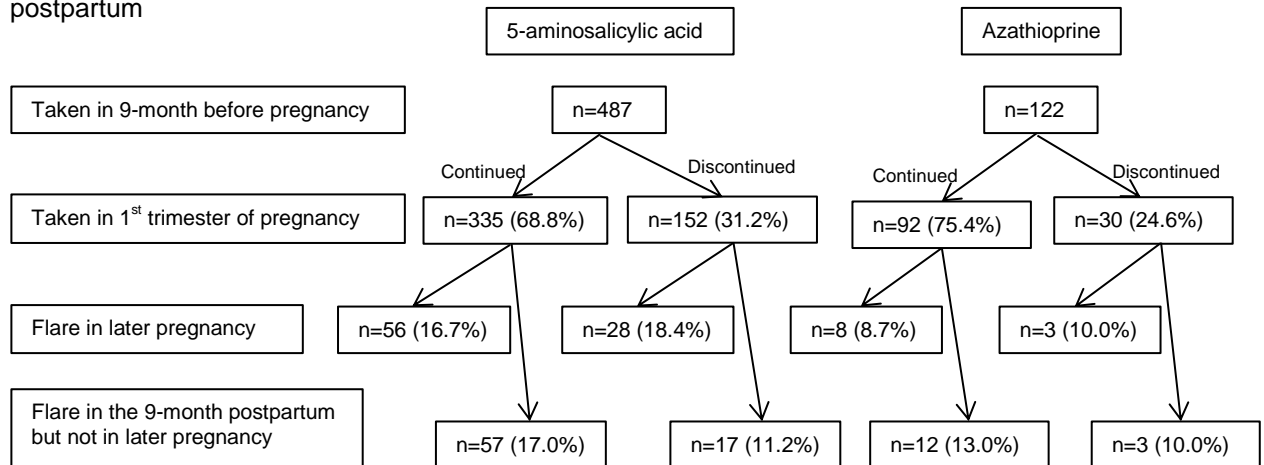 postpartum
5-aminosalicylic acid
Azathioprine
Taken in 9-month before pregnancy
n=487
n=122
Continued
Discontinued
Continued
Discontinued
Taken in 1st trimester of pregnancy
n=335 (68.8%)
n=152 (31.2%)
n=92 (75.4%)
n=30 (24.6%)
Flare in later pregnancy
n=56 (16.7%)
n=28 (18.4%)
n=8 (8.7%)
n=3 (10.0%)
Flare in the 9-month postpartum
but not in later pregnancy
n=57 (17.0%)
n=17 (11.2%)
n=12 (13.0%)
n=3 (10.0%)